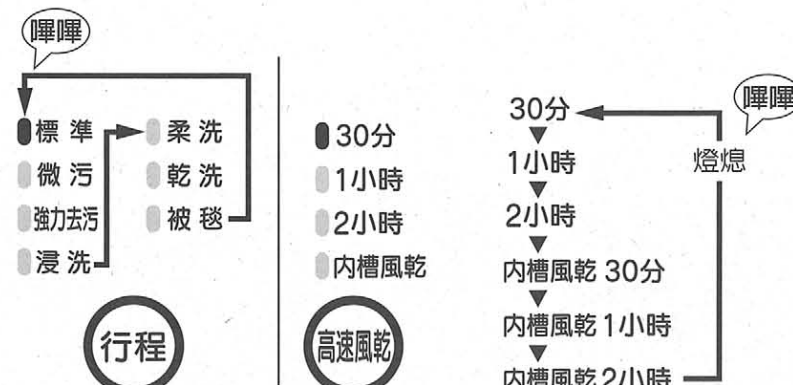 嗶嗶
標準
微污
強力去污
浸洗
柔洗
乾洗
被毯
行程
30分
1小時
2小時
內槽風乾
高速風乾
嗶嗶
30分
1小時
2小時
內槽風乾 30分
內槽風乾 1小時
內槽風乾 2小時
燈熄